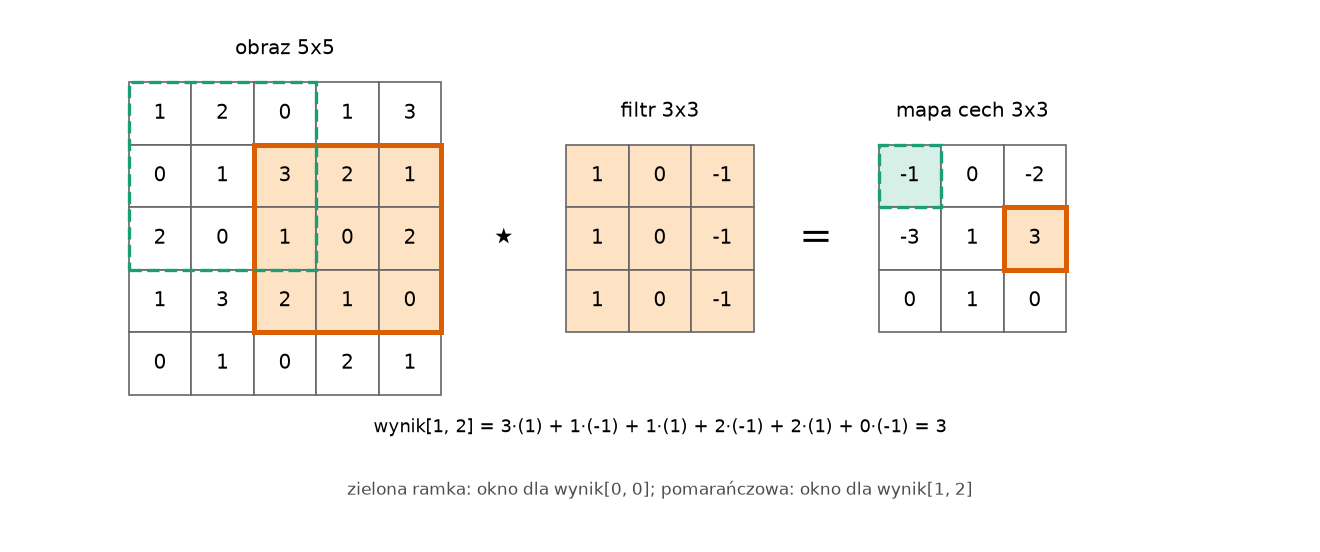 obraz 5x5
1 2 0 1 3
0 1 3 2 1
2 0 1 0 2
1 3 2 1 0
0 1 0 2 1
★
filtr 3x3
1 0 -1
1 0 -1
1 0 -1
=
mapa cech 3x3
-1 0 -2
-3 1 3
0 1 0
wynik[1, 2] = 3·(1) + 1·(-1) + 1·(1) + 2·(-1) + 2·(1) + 0·(-1) = 3
zielona ramka: okno dla wynik[0, 0]; pomarańczowa: okno dla wynik[1, 2]